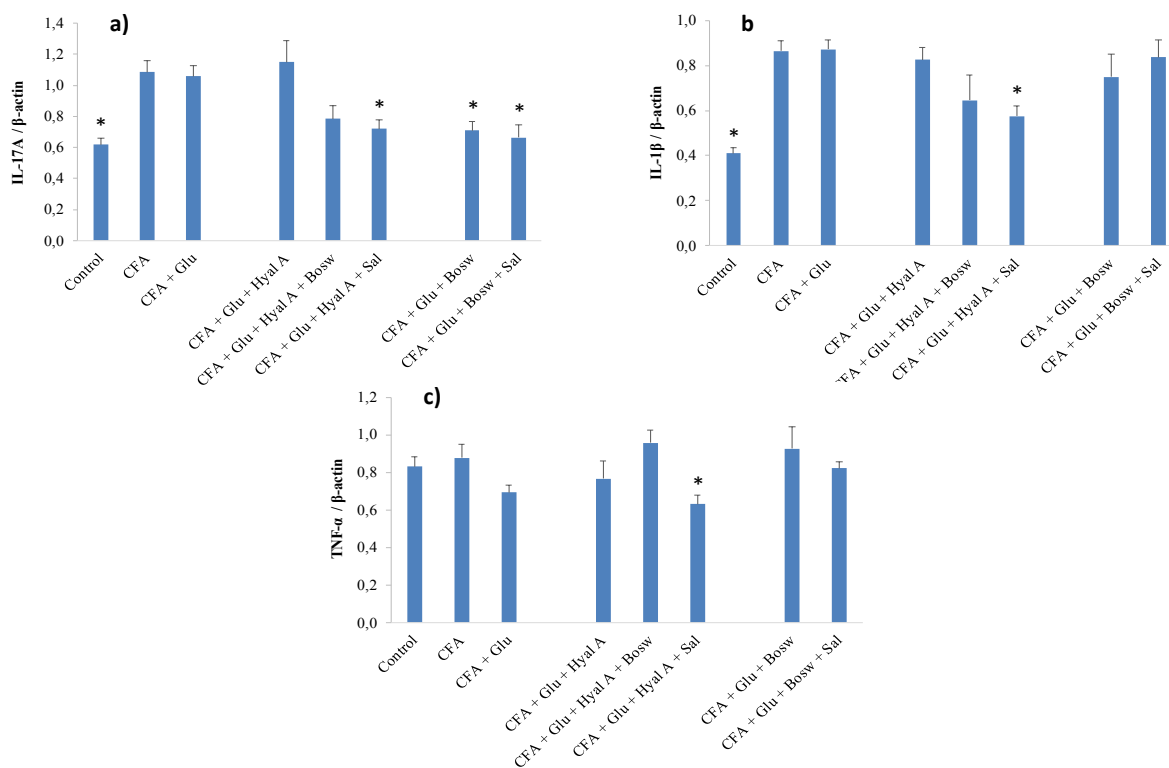 a)
IL-17A / β-actin
1,4
1,2
1,0
0,8
0,6
0,4
0,2
0,0
*
*
*
*
Control
CFA
CFA + Glu
CFA + Glu + Hyal A
CFA + Glu + Hyal A + Bosw
CFA + Glu + Hyal A + Sal
CFA + Glu + Bosw
CFA + Glu + Bosw + Sal
b
IL-1β / β-actin
1,0
0,8
0,6
0,4
0,2
0,0
*
*
Control
CFA
CFA + Glu
CFA + Glu + Hyal A
CFA + Glu + Hyal A + Bosw
CFA + Glu + Hyal A + Sal
CFA + Glu + Bosw
CFA + Glu + Bosw + Sal
c)
TNF-α / β-actin
1,2
1,0
0,8
0,6
0,4
0,2
0,0
*
Control
CFA
CFA + Glu
CFA + Glu + Hyal A
CFA + Glu + Hyal A + Bosw
CFA + Glu + Hyal A + Sal
CFA + Glu + Bosw
CFA + Glu + Bosw + Sal